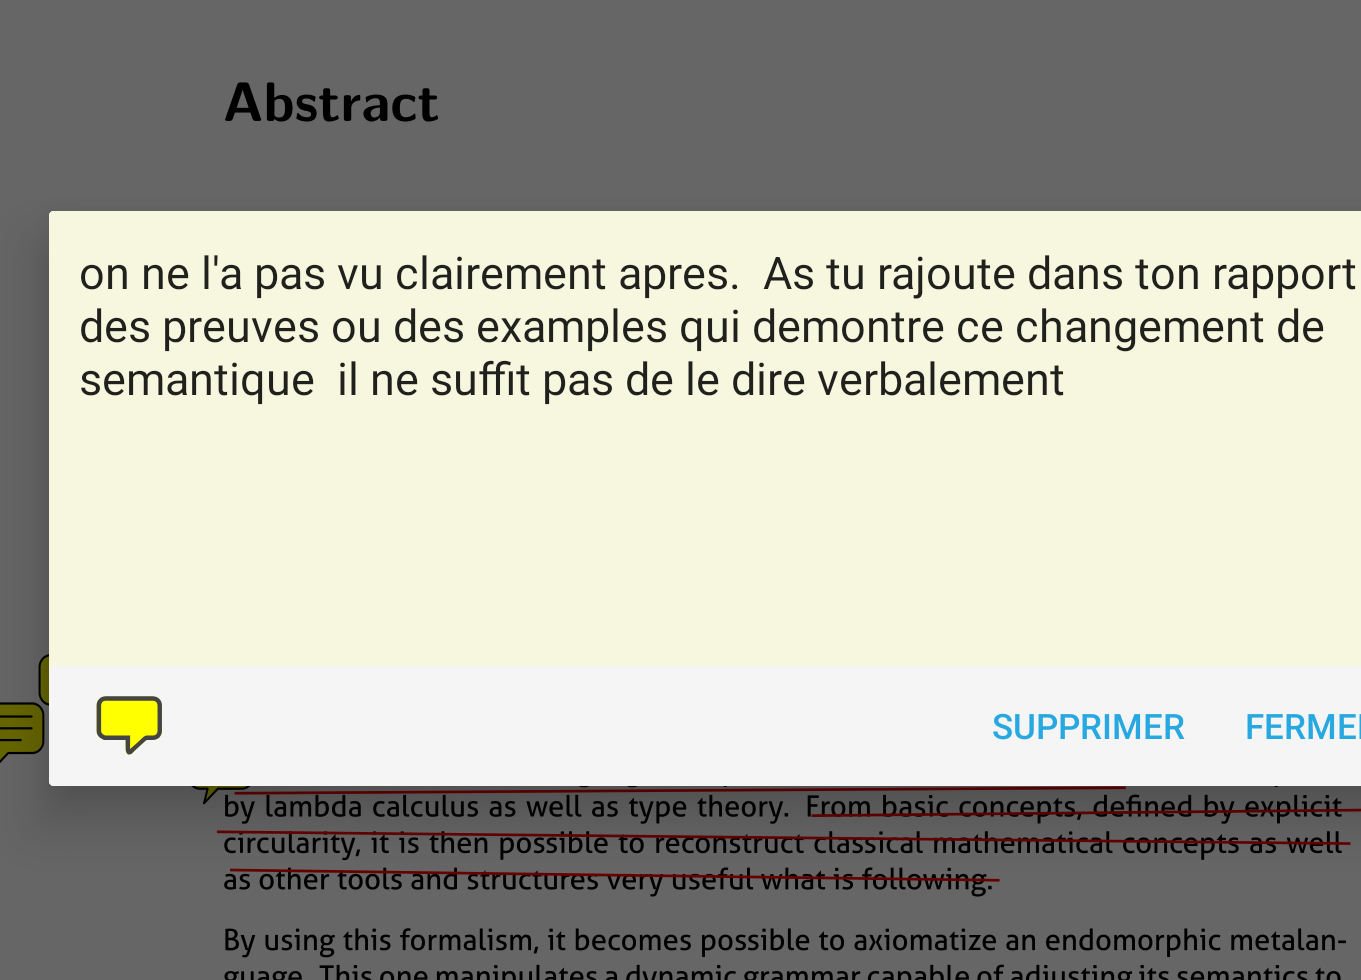 Abstract
on ne l'a pas vu clairement apres.  As tu rajoute dans ton rapport
des preuves ou des examples qui demontre ce changement de
semantique  il ne suffit pas de le dire verbalement
SUPPRIMER FERMER
by lambda calculus as well as type theory. From basic concepts, defined by explicit
circularity, it is then possible to reconstruct classical mathematical concepts as well
as other tools and structures very useful what is following.
By using this formalism, it becomes possible to axiomatize an endomorphic metalan-
guage. This one manipulates a dynamic grammar capable of adjusting its semantics to